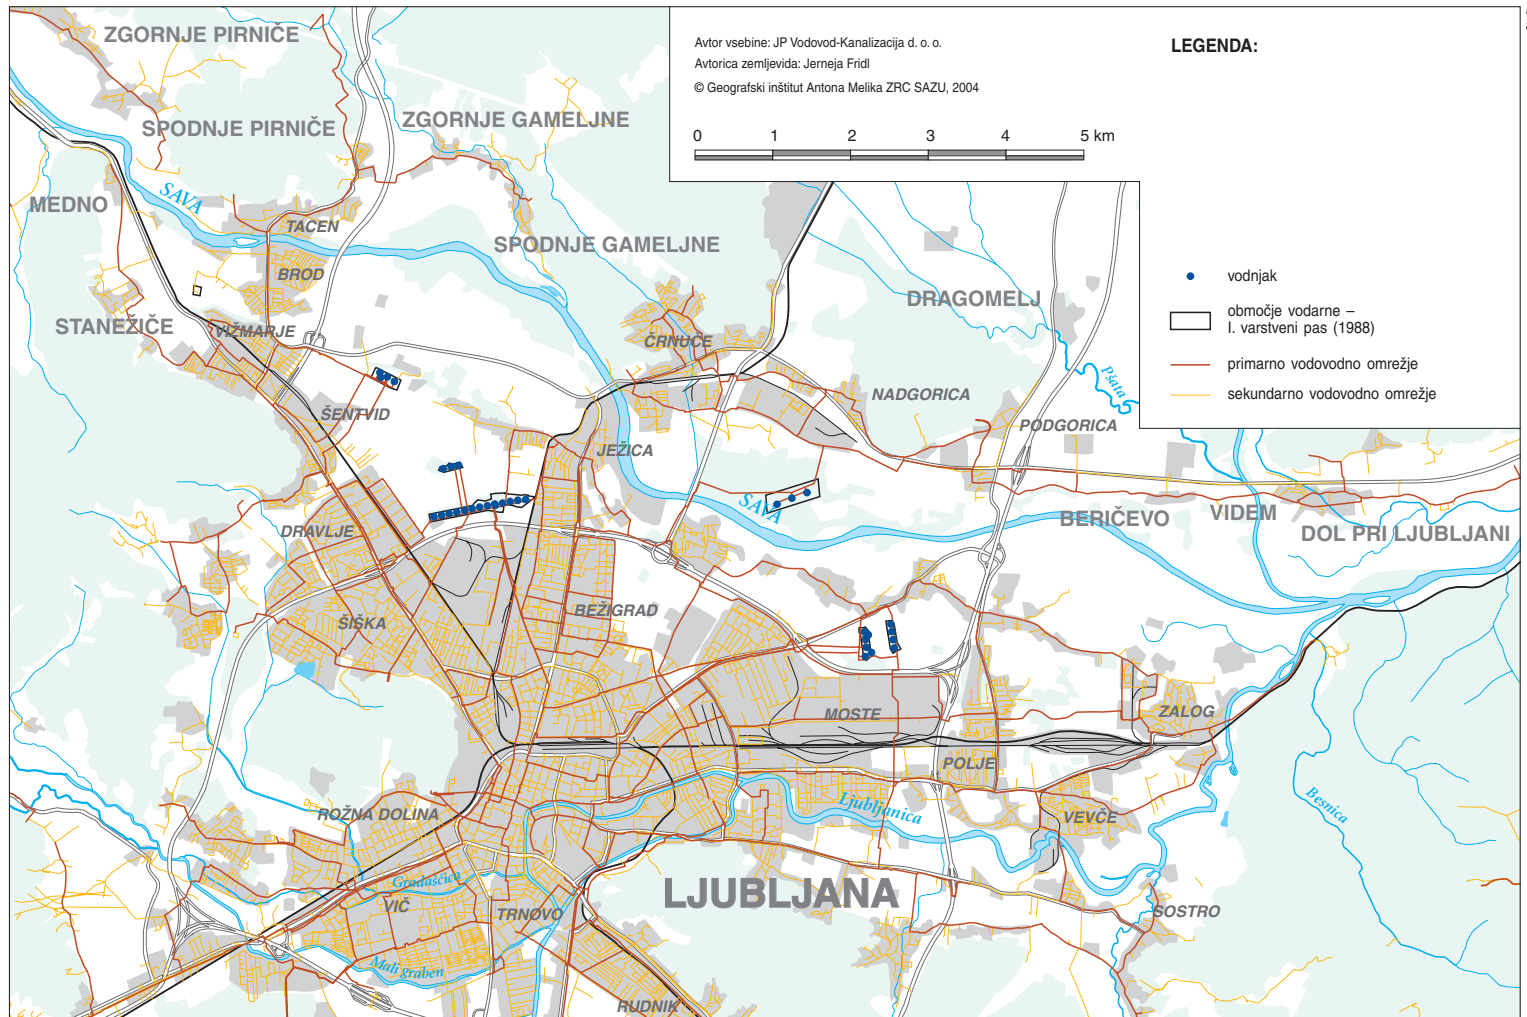 Avtor vsebine: JP Vodovod-Kanalizacija d. o. o.
Avtorica zemljevida: Jerneja Fridl
© Geografski inštitut Antona Melika ZRC SAZU, 2004
0 1 2 3 4 5 km
LEGENDA:
vodnjak
območje vodarne –
I. varstveni pas (1988)
primarno vodovodno omrežje
sekundarno vodovodno omrežje
ZGORNJE PIRNIČE
SPODNJE PIRNIČE
ZGORNJE GAMELJNE
MEDNO
SAVA
TACEN
SPODNJE GAMELJNE
BROD
DRAGOMELJ
STANEŽIČE
VIŽMARJE
ČRNUČE
Pšata
NADGORICA
ŠENTVID
PODGORICA
JEŽICA
SAVA
BERIČEVO
VIDEM
DRAVLJE
DOL PRI LJUBLJANI
BEŽIGRAD
ŠIŠKA
MOSTE
ZALOG
POLJE
Ljubljanica
Besnica
ROŽNA DOLINA
VEVČE
Gradaščica
LJUBLJANA
VIČ
TRNOVO
SOSTRO
Mali graben
RUDNIK